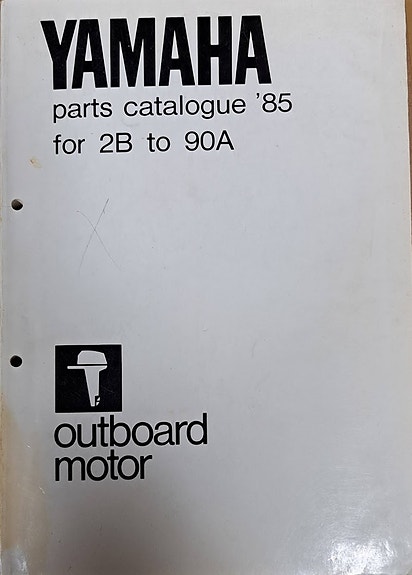 YAMAHA
parts catalogue '85
for 2B to 90A
outboard
motor